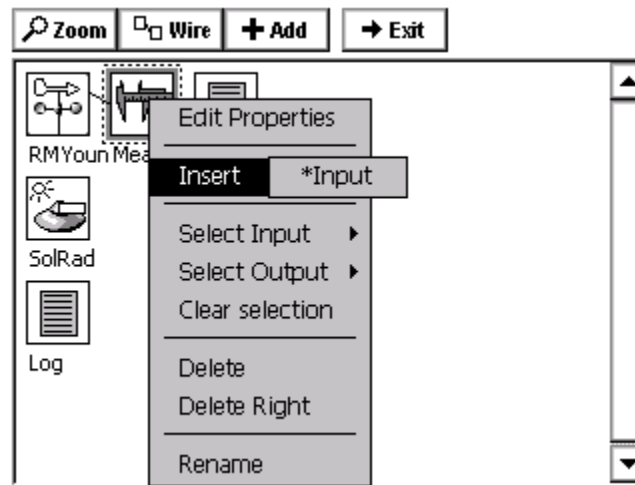 Zoom Wire Add Exit
RMYoun Mea
Edit Properties
Insert *Input
Select Input
Select Output
Clear selection
Delete
Delete Right
Rename
SolRad
Log